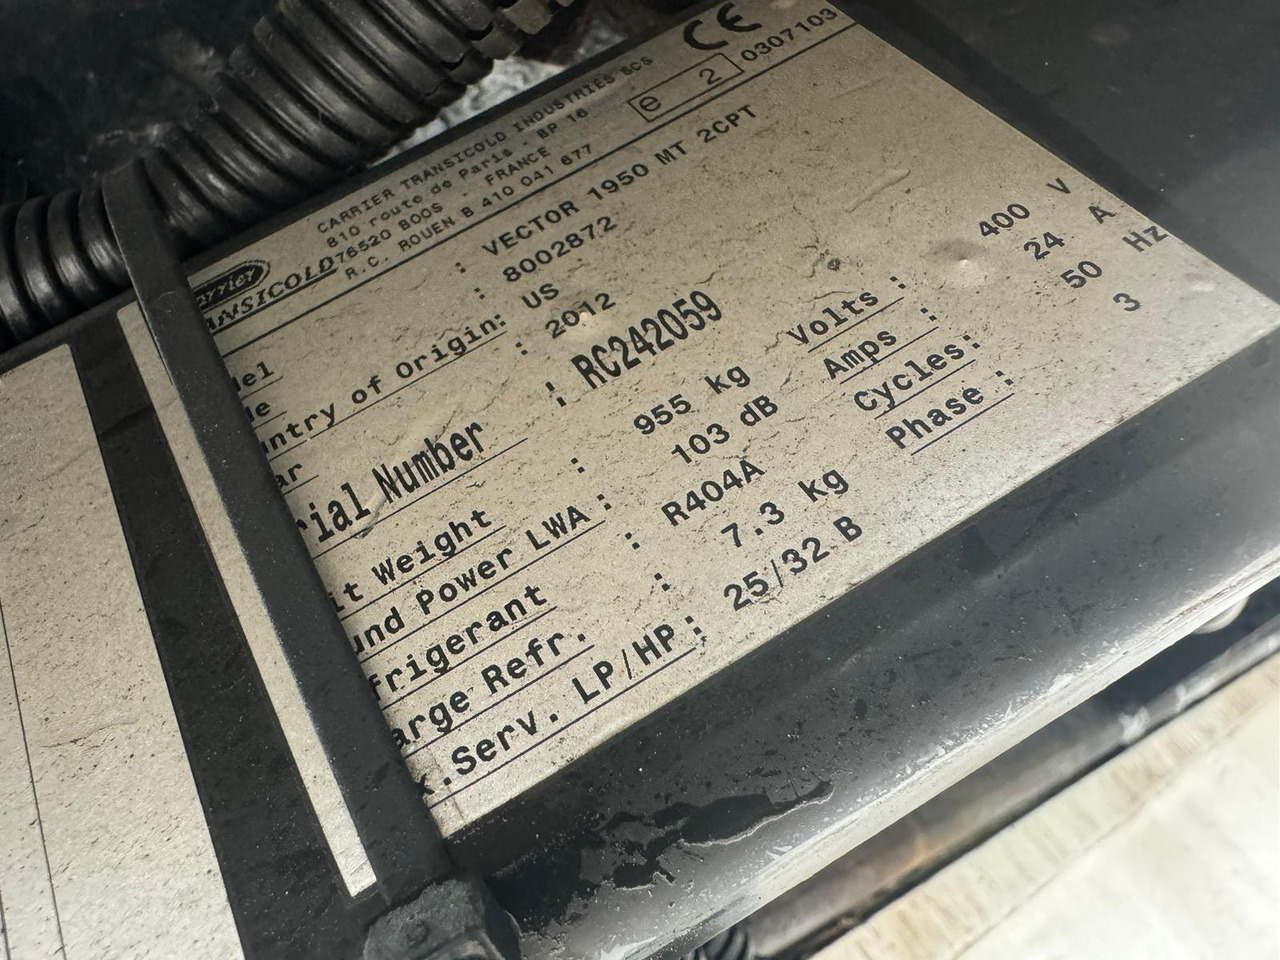 CE
CARRIER TRANSICOLD INDUSTRIES SCS
810 route de Paris - BP 16
76520 BOOS - FRANCE
R.C. ROUEN B 410 041 677
e 2 0307103
: VECTOR 1950 MT 2CPT
: 8002872
untry of Origin: US
: 2012
rial Number : RC242059
it Weight : 955 kg
und Power LWA : 103 dB
frigerant : R404A
arge Refr. : 7.3 kg
x.Serv. LP/HP : 25/32 B
Volts : 400 V
Amps : 24 A
Cycles: 50 Hz
Phase : 3